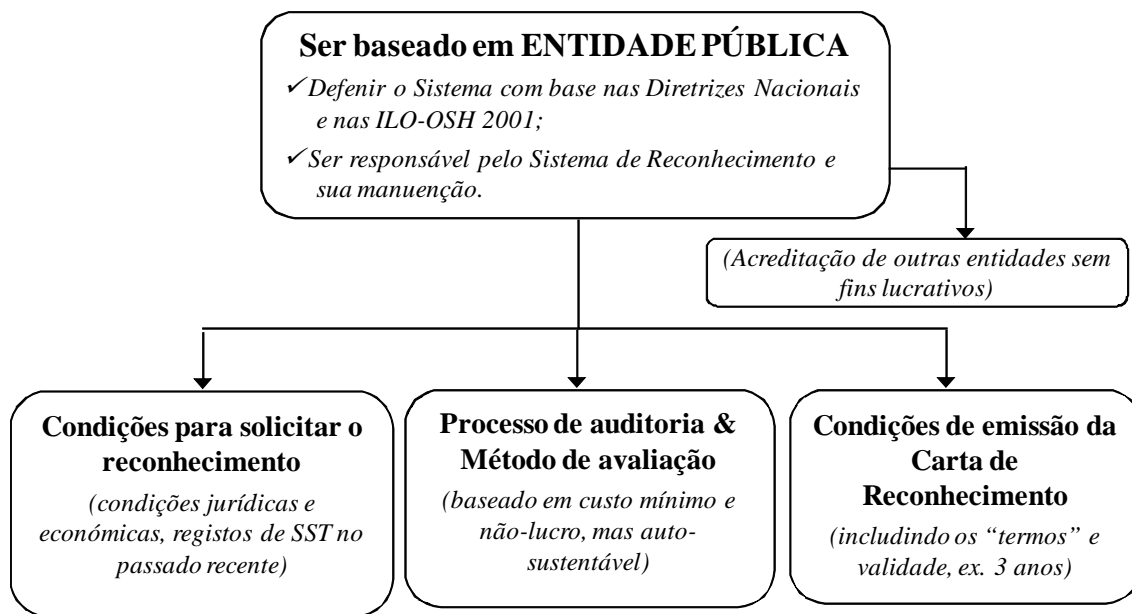 Ser baseado em ENTIDADE PÚBLICA
✓ Defenir o Sistema com base nas Diretrizes Nacionais
e nas ILO-OSH 2001;
✓ Ser responsável pelo Sistema de Reconhecimento e
sua manuenção.
(Acreditação de outras entidades sem
fins lucrativos)
Condições para solicitar o
reconhecimento
(condições jurídicas e
económicas, registos de SST no
passado recente)
Processo de auditoria &
Método de avaliação
(baseado em custo mínimo e
não-lucro, mas auto-
sustentável)
Condições de emissão da
Carta de
Reconhecimento
(includindo os “termos” e
validade, ex. 3 anos)